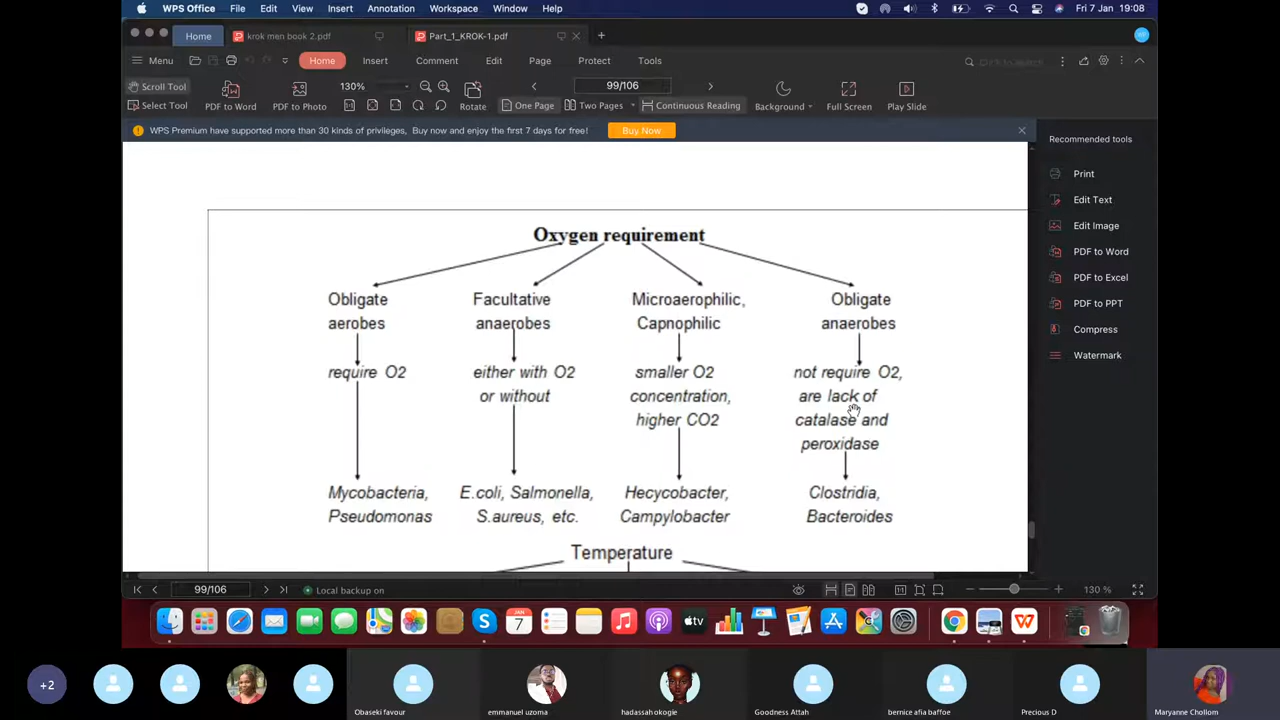 WPS Office File Edit View Insert Annotation Workspace Window Help Fri 7 Jan 19:08
Home krok men book 2.pdf Part_1_KROK-1.pdf
Menu Home Insert Comment Edit Page Protect Tools Click to search
Scroll Tool 130% 99/106
Select Tool PDF to Word PDF to Photo Rotate One Page Two Pages Continuous Reading Background Full Screen Play Slide
WPS Premium have supported more than 30 kinds of privileges, Buy now and enjoy the first 7 days for free! Buy Now
Recommended tools
Print
Edit Text
Edit Image
PDF to Word
PDF to Excel
PDF to PPT
Compress
Watermark
Oxygen requirement
Obligate
aerobes
require O2
Mycobacteria,
Pseudomonas
Facultative
anaerobes
either with O2
or without
E.coli, Salmonella,
S.aureus, etc.
Microaerophilic,
Capnophilic
smaller O2
concentration,
higher CO2
Hecycobacter,
Campylobacter
Obligate
anaerobes
not require O2,
are lack of
catalase and
peroxidase
Clostridia,
Bacteroides
Temperature
99/106 Local backup on 130 %
JAN
7
tv
+2 Obaseki favour emmanuel uzoma hadassah okogie Goodness Attah bernice afia baffoe Precious D Maryanne Chollom